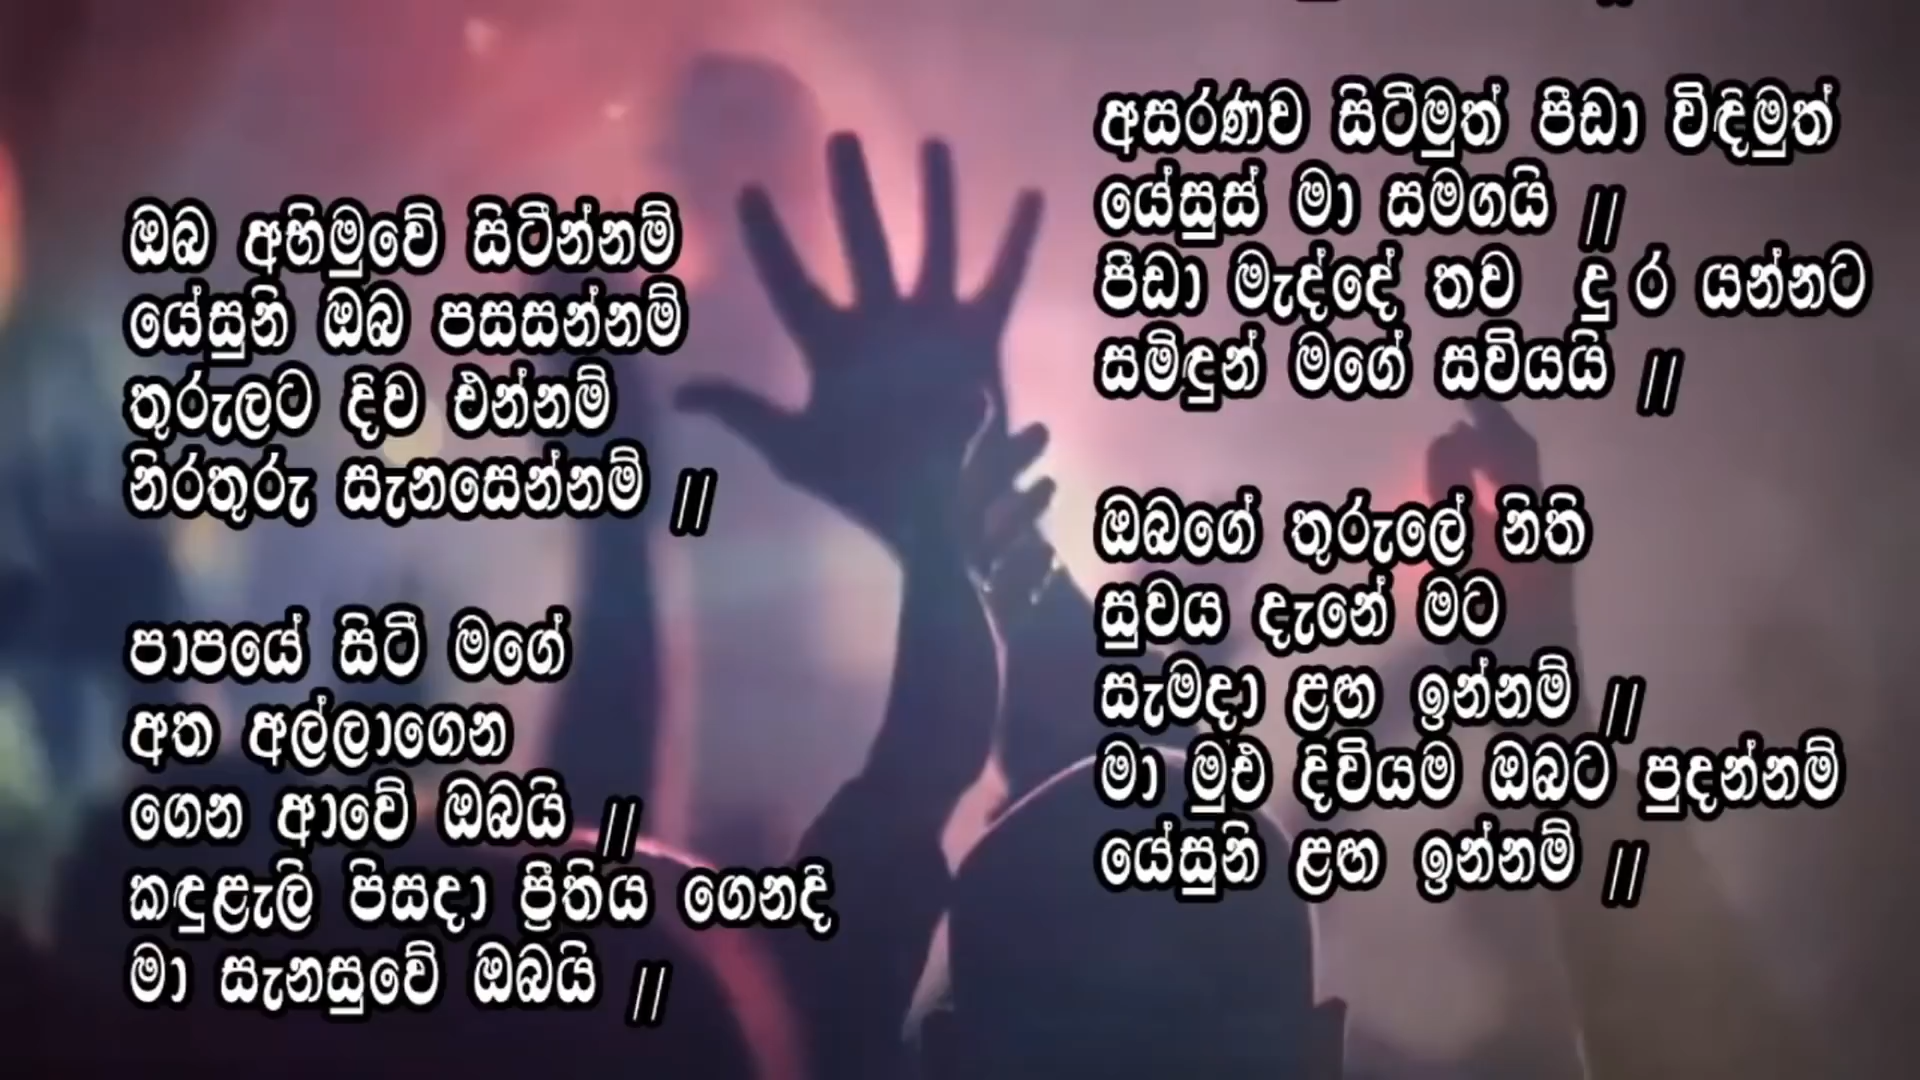 ඔබ අභිමුවේ සිටීන්නම්
යේසුනි ඔබ පසසන්නම්
තුරුලට දිව එන්නම්
නිරතුරු සැනසෙන්නම් //
පාපයේ සිටි මගේ
අත අල්ලාගෙන
ගෙන ආවේ ඔබයි //
කඳුළැලි පිසදා ප්‍රීතිය ගෙනදී
මා සැනසුවේ ඔබයි //
අසරණව සිටීමුත් පීඩා විඳිමුත්
යේසුස් මා සමගයි //
පීඩා මැද්දේ තව දු ර යන්නට
සමිඳුන් මගේ සවියයි //
ඔබගේ තුරුලේ නිති
සුවය දැනේ මට
සැමදා ළඟ ඉන්නම් //
මා මුළු දිවියම ඔබට පුදන්නම්
යේසුනි ළඟ ඉන්නම් //